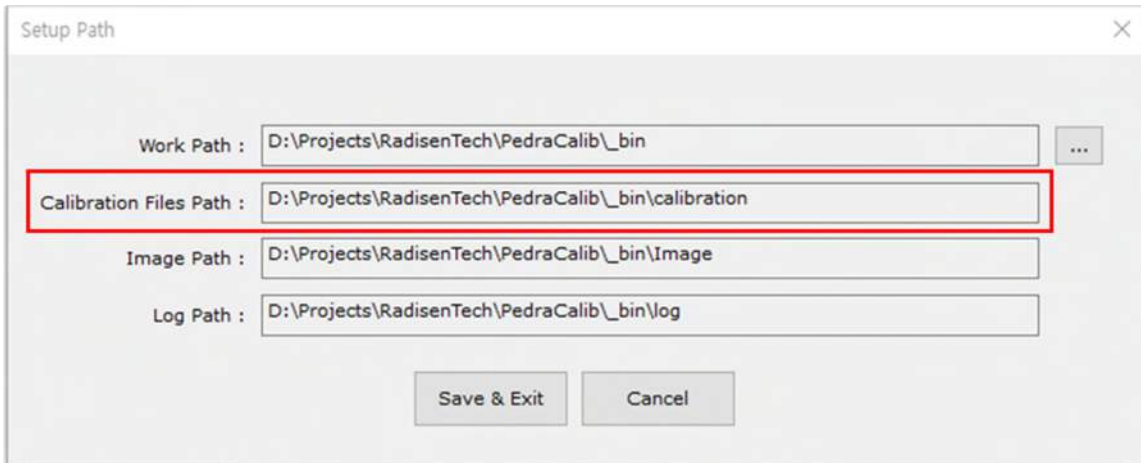 Setup Path
Work Path : D:\Projects\RadisenTech\PedraCalib\_bin ...
Calibration Files Path : D:\Projects\RadisenTech\PedraCalib\_bin\calibration
Image Path : D:\Projects\RadisenTech\PedraCalib\_bin\Image
Log Path : D:\Projects\RadisenTech\PedraCalib\_bin\log
Save & Exit Cancel